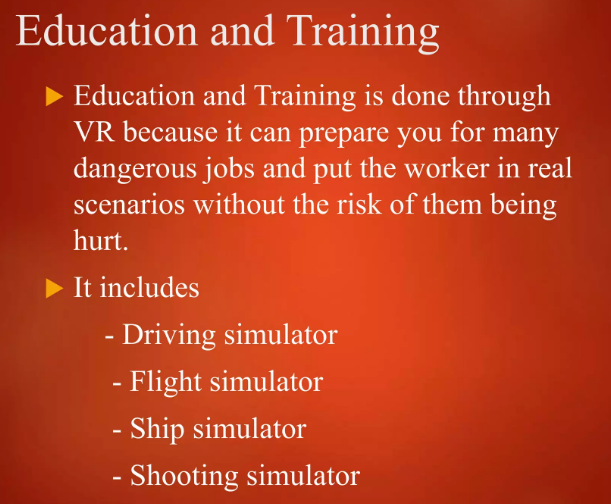 Education and Training
Education and Training is done through
VR because it can prepare you for many
dangerous jobs and put the worker in real
scenarios without the risk of them being
hurt.
It includes
- Driving simulator
- Flight simulator
- Ship simulator
- Shooting simulator